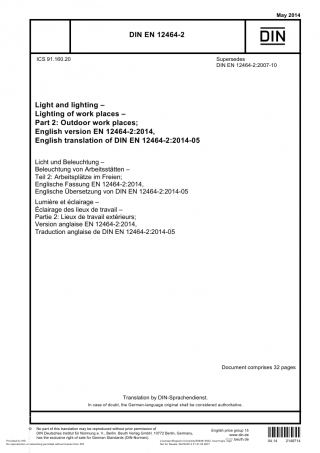 May 2014
DIN EN 12464-2
DIN
ICS 91.160.20
Supersedes
DIN EN 12464-2:2007-10
Light and lighting –
Lighting of work places –
Part 2: Outdoor work places;
English version EN 12464-2:2014,
English translation of DIN EN 12464-2:2014-05
Licht und Beleuchtung –
Beleuchtung von Arbeitsstätten –
Teil 2: Arbeitsplätze im Freien;
Englische Fassung EN 12464-2:2014,
Englische Übersetzung von DIN EN 12464-2:2014-05
Lumière et éclairage –
Éclairage des lieux de travail –
Partie 2: Lieux de travail extérieurs;
Version anglaise EN 12464-2:2014,
Traduction anglaise de DIN EN 12464-2:2014-05
Document comprises 32 pages
Translation by DIN-Sprachendienst.
In case of doubt, the German-language original shall be considered authoritative.
© No part of this publication may be reproduced without prior permission of
DIN Deutsches Institut für Normung e. V., Berlin. Beuth Verlag GmbH, 10772 Berlin, Germany,
has the exclusive right of sale for German Standards (DIN-Normen).
English price group 15
www.din.de
www.beuth.de